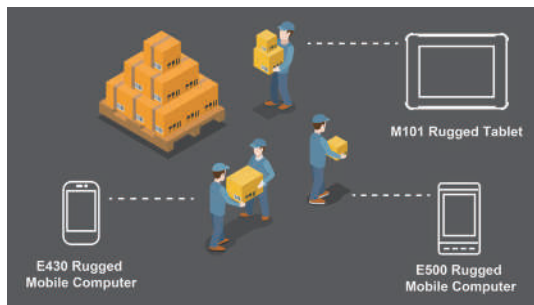 M101 Rugged Tablet
E430 Rugged
Mobile Computer
E500 Rugged
Mobile Computer